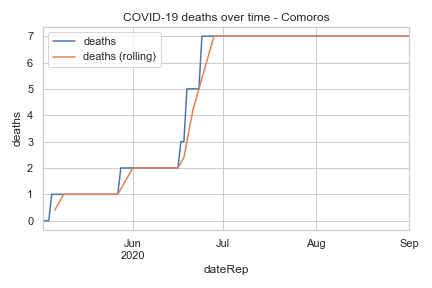 COVID-19 deaths over time - Comoros
deaths
deaths (rolling)
deaths
7
6
5
4
3
2
1
0
Jun
2020
Jul
Aug
Sep
dateRep